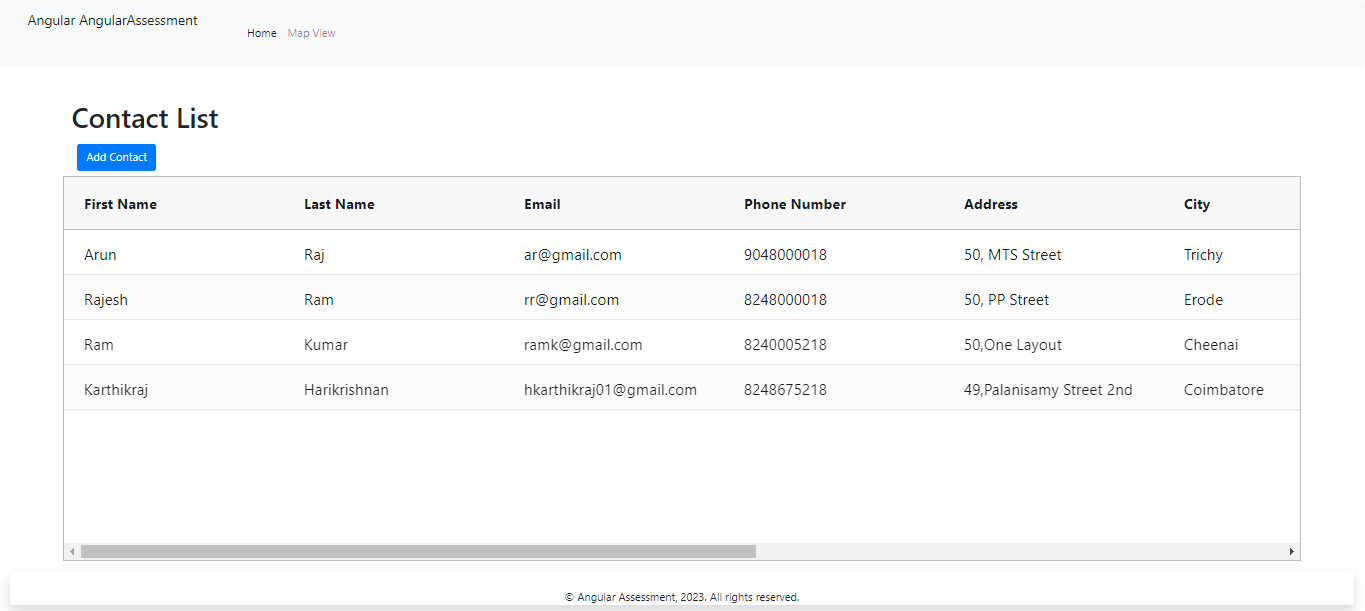 Angular AngularAssessment
Home Map View
Contact List
Add Contact
First Name Last Name Email Phone Number Address City
Arun Raj ar@gmail.com 9048000018 50, MTS Street Trichy
Rajesh Ram rr@gmail.com 8248000018 50, PP Street Erode
Ram Kumar ramk@gmail.com 8240005218 50,One Layout Cheenai
Karthikraj Harikrishnan hkarthikraj01@gmail.com 8248675218 49,Palanisamy Street 2nd Coimbatore
© Angular Assessment, 2023. All rights reserved.